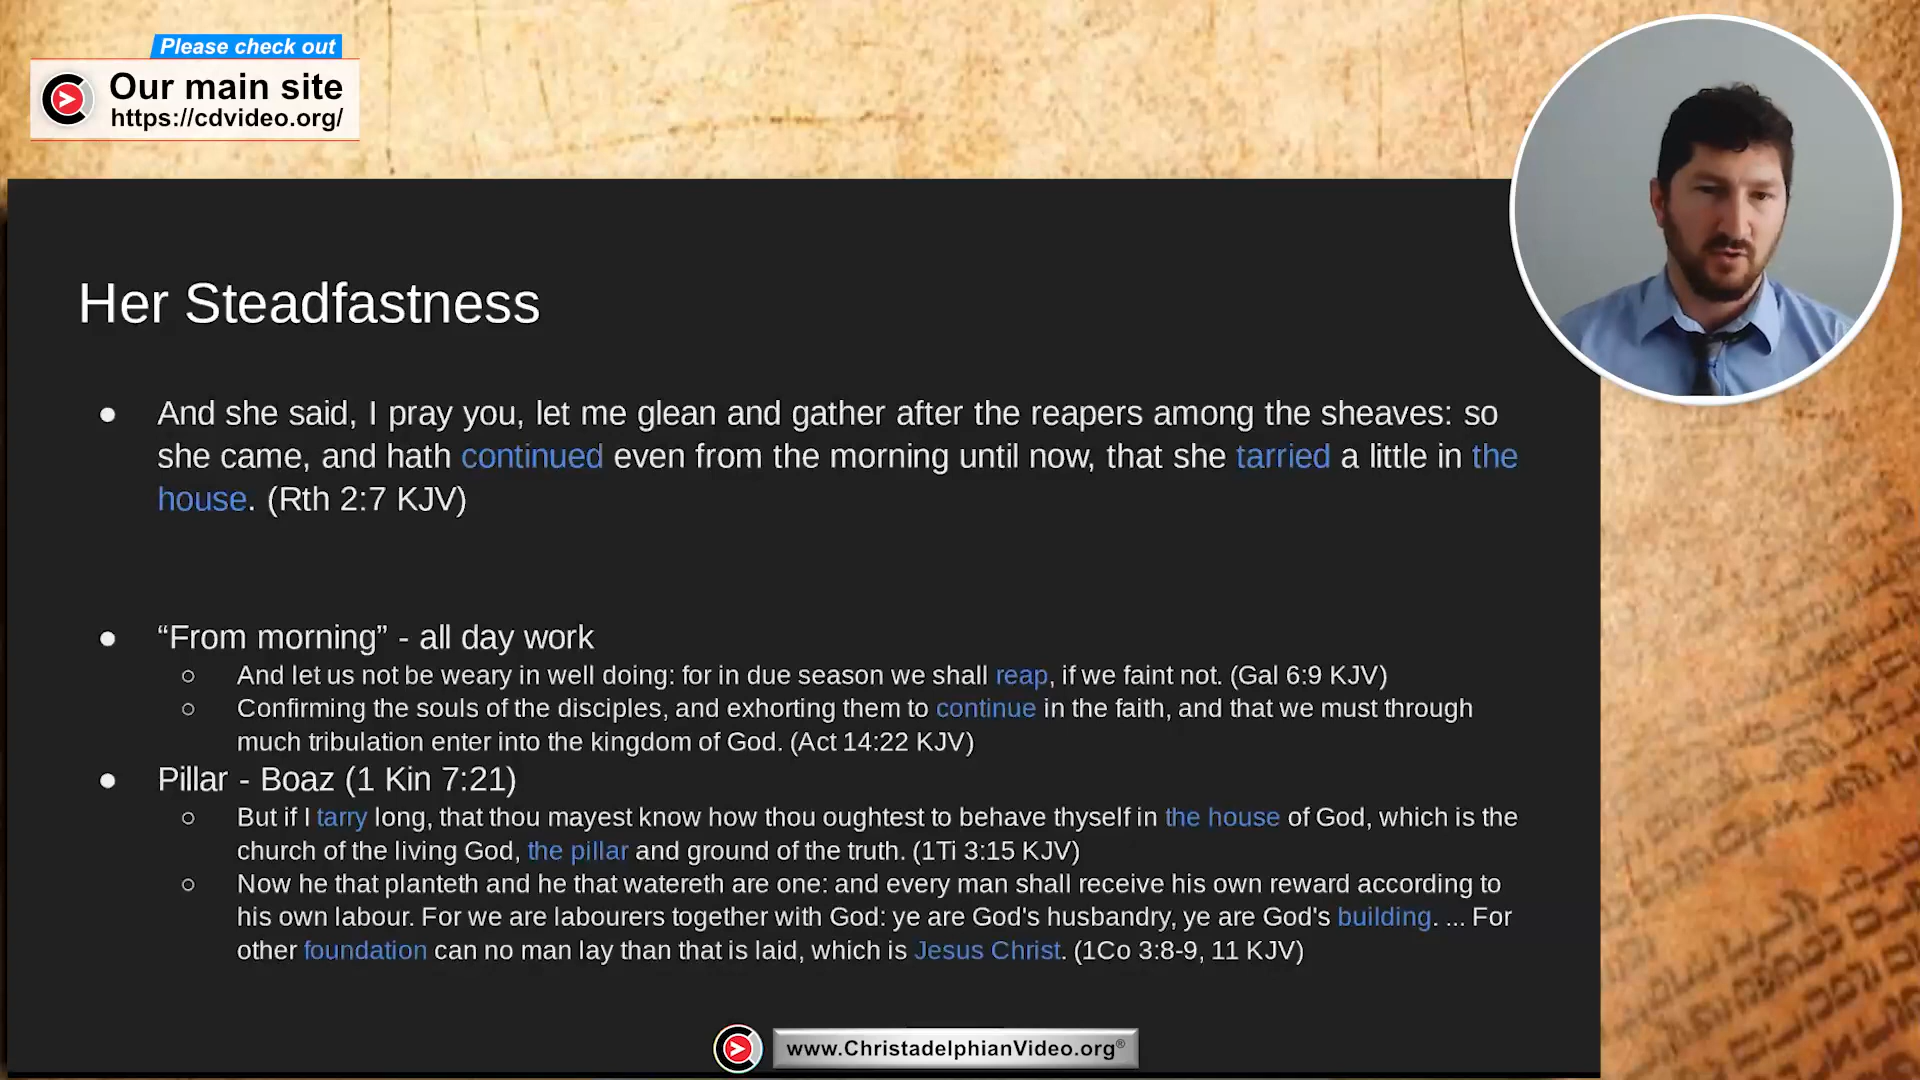 Please check out
Our main site
https://cdvideo.org/
Her Steadfastness
● And she said, I pray you, let me glean and gather after the reapers among the sheaves: so
she came, and hath continued even from the morning until now, that she tarried a little in the
house. (Rth 2:7 KJV)
● “From morning” - all day work
○ And let us not be weary in well doing: for in due season we shall reap, if we faint not. (Gal 6:9 KJV)
○ Confirming the souls of the disciples, and exhorting them to continue in the faith, and that we must through
much tribulation enter into the kingdom of God. (Act 14:22 KJV)
● Pillar - Boaz (1 Kin 7:21)
○ But if I tarry long, that thou mayest know how thou oughtest to behave thyself in the house of God, which is the
church of the living God, the pillar and ground of the truth. (1Ti 3:15 KJV)
○ Now he that planteth and he that watereth are one: and every man shall receive his own reward according to
his own labour. For we are labourers together with God: ye are God's husbandry, ye are God's building. ... For
other foundation can no man lay than that is laid, which is Jesus Christ. (1Co 3:8-9, 11 KJV)
www.ChristadelphianVideo.org®